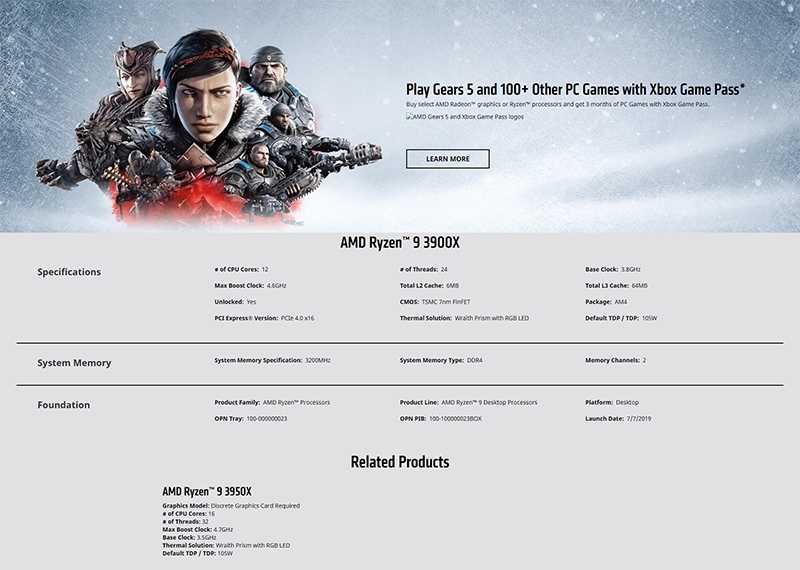 Play Gears 5 and 100+ Other PC Games with Xbox Game Pass*
Buy select AMD Radeon™ graphics or Ryzen™ processors and get 3 months of PC Games with Xbox Game Pass.
AMD Gears 5 and Xbox Game Pass logos
LEARN MORE
AMD Ryzen™ 9 3900X
Specifications
# of CPU Cores: 12
# of Threads: 24
Base Clock: 3.8GHz
Max Boost Clock: 4.6GHz
Total L2 Cache: 6MB
Total L3 Cache: 64MB
Unlocked: Yes
CMOS: TSMC 7nm FinFET
Package: AM4
PCI Express® Version: PCIe 4.0 x16
Thermal Solution: Wraith Prism with RGB LED
Default TDP / TDP: 105W
System Memory
System Memory Specification: 3200MHz
System Memory Type: DDR4
Memory Channels: 2
Foundation
Product Family: AMD Ryzen™ Processors
Product Line: AMD Ryzen™ 9 Desktop Processors
Platform: Desktop
OPN Tray: 100-000000023
OPN PIB: 100-100000023BOX
Launch Date: 7/7/2019
Related Products
AMD Ryzen™ 9 3950X
Graphics Model: Discrete Graphics Card Required
# of CPU Cores: 16
# of Threads: 32
Max Boost Clock: 4.7GHz
Base Clock: 3.5GHz
Thermal Solution: Wraith Prism with RGB LED
Default TDP / TDP: 105W